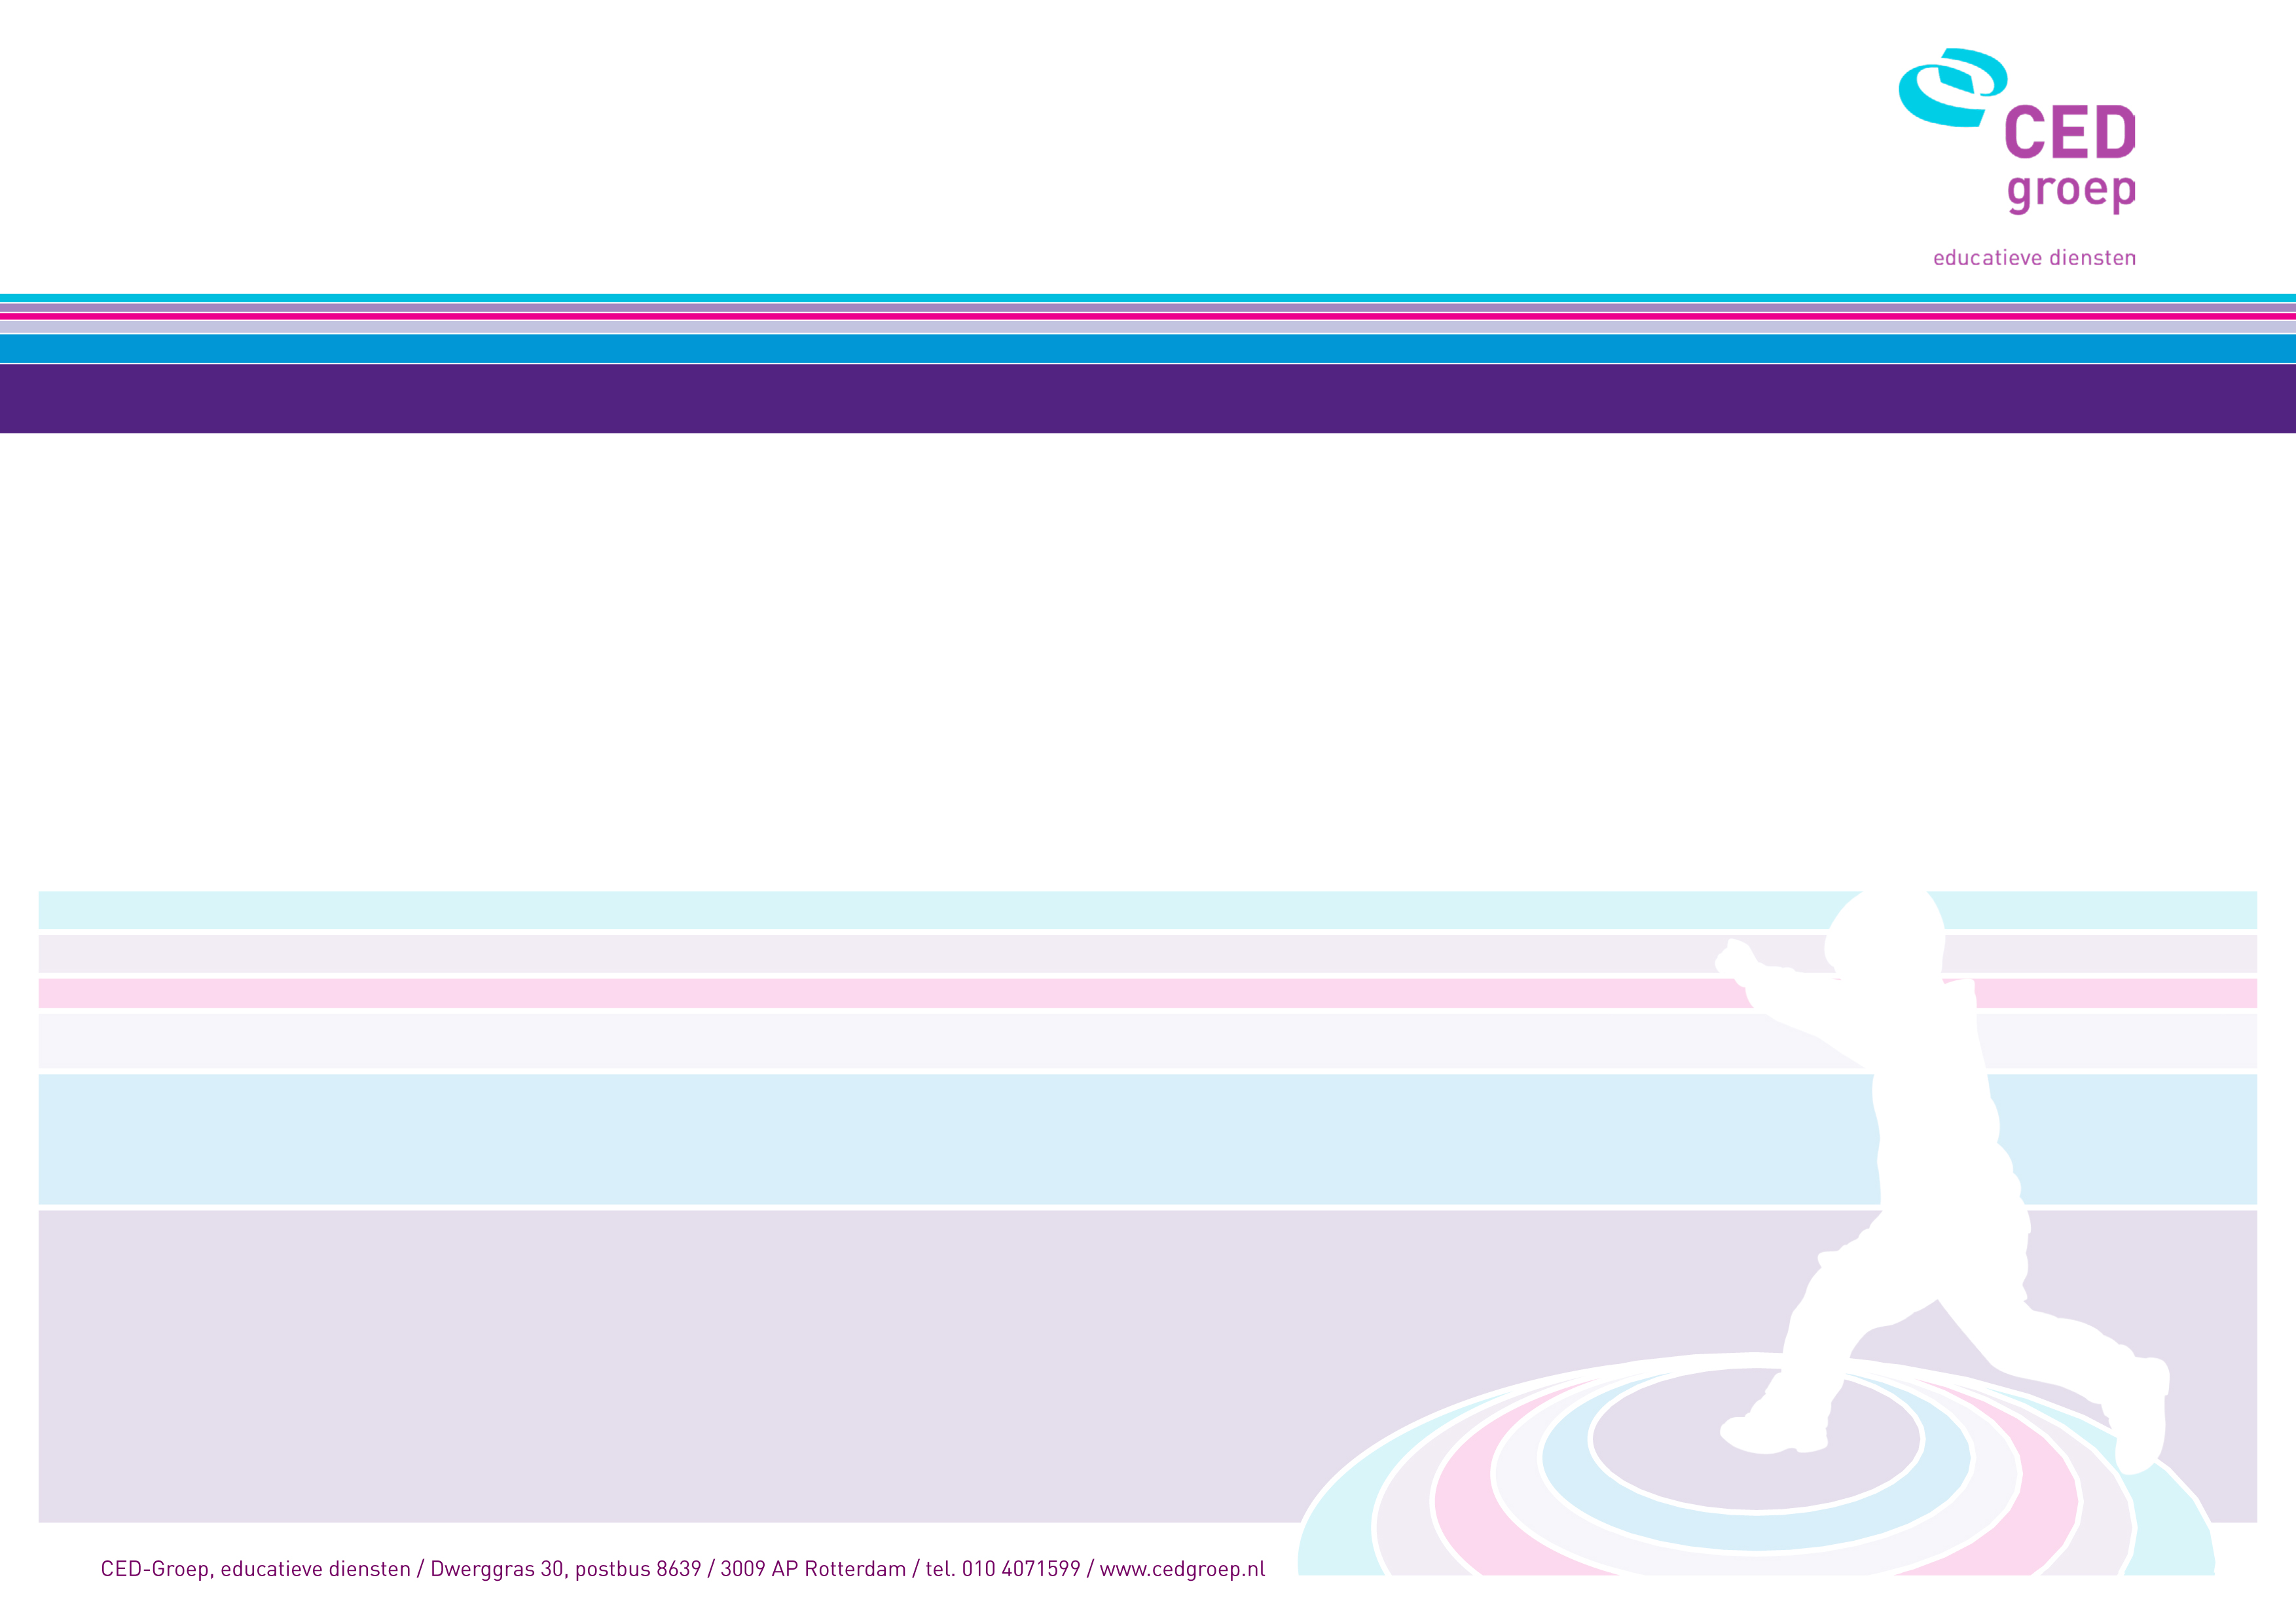 CED
groep
educatieve diensten
CED-Groep, educatieve diensten / Dwerggras 30, postbus 8639 / 3009 AP Rotterdam / tel. 010 4071599 / www.cedgroep.nl